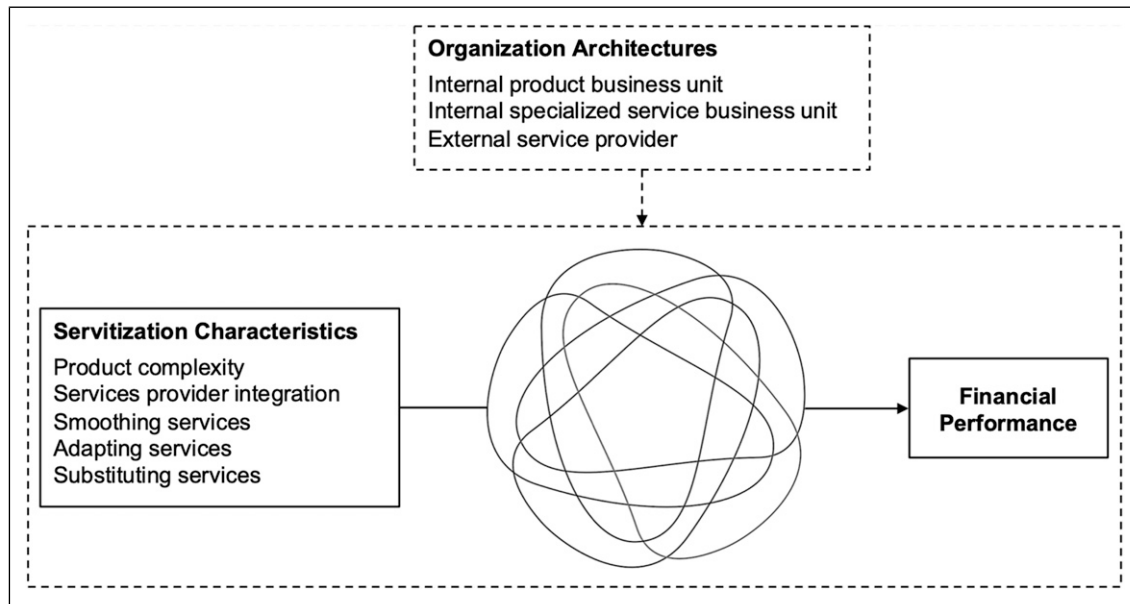 Organization Architectures
Internal product business unit
Internal specialized service business unit
External service provider
Servitization Characteristics
Product complexity
Services provider integration
Smoothing services
Adapting services
Substituting services
Financial
Performance